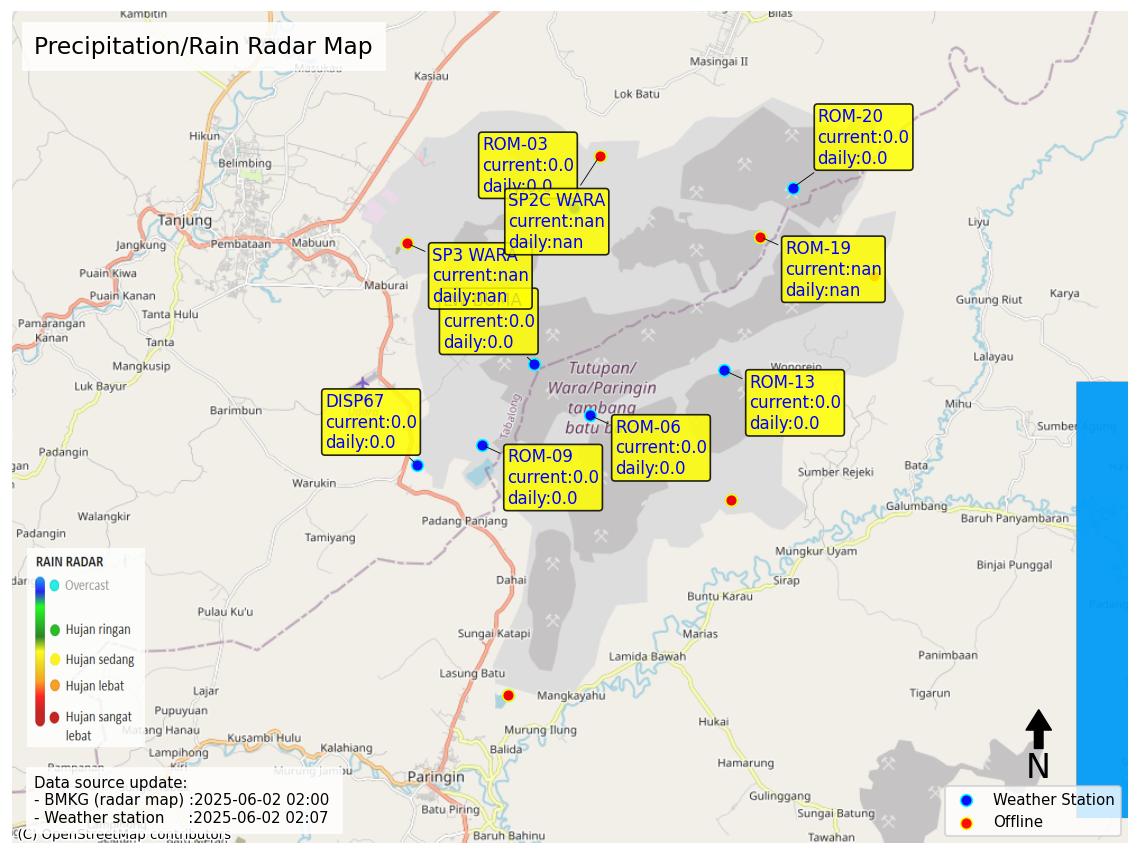 Kambitin
Bilas
Precipitation/Rain Radar Map
Masukau
Kasiau
Masingai II
Lok Batu
Hikun
Belimbing
ROM-03
current:0.0
daily:0.0
ROM-20
current:0.0
daily:0.0
SP2C WARA
current:nan
daily:nan
Tanjung
Jangkung
Pembataan
Mabuun
Liyu
SP3 WARA
current:nan
daily:nan
current:0.0
daily:0.0
ROM-19
current:nan
daily:nan
Puain Kiwa
Puain Kanan
Maburai
Tanta Hulu
Pamarangan
Kanan
Tanta
Mangkusip
Luk Bayur
Gunung Riut
Karya
Lalayau
Tutupan/
Wara/Paringin
tambang
batu b
Tabalong
Wonorejo
ROM-13
current:0.0
daily:0.0
DISP67
current:0.0
daily:0.0
ROM-06
current:0.0
daily:0.0
ROM-09
current:0.0
daily:0.0
Barimbun
Mihu
Sumber Agung
gan
Padangin
Warukin
Sumber Rejeki
Bata
Galumbang
Baruh Panyambaran
Walangkir
Padangin
Tamiyang
Padang Panjang
Mungkur Uyam
Binjai Punggal
Dahai
Sirap
Buntu Karau
Padang
RAIN RADAR
Overcast
Hujan ringan
Hujan sedang
Hujan lebat
Hujan sangat
lebat
dar
Pulau Ku'u
Sungai Katapi
Marias
Lamida Bawah
Panimbaan
Lasung Batu
Mangkayahu
Tigarun
Lajar
Pupuyuan
Matang Hanau
Lampihong
Kusambi Hulu
Kalahiang
Murung Jambu
Murung Ilung
Balida
Hukai
Hamarung
Paringin
Batu Piring
Baruh Bahinu
Gulinggang
Sungai Batung
Tawahan
N
Data source update:
- BMKG (radar map) :2025-06-02 02:00
- Weather station :2025-06-02 02:07
(C) OpenStreetMap contributors
Weather Station
Offline